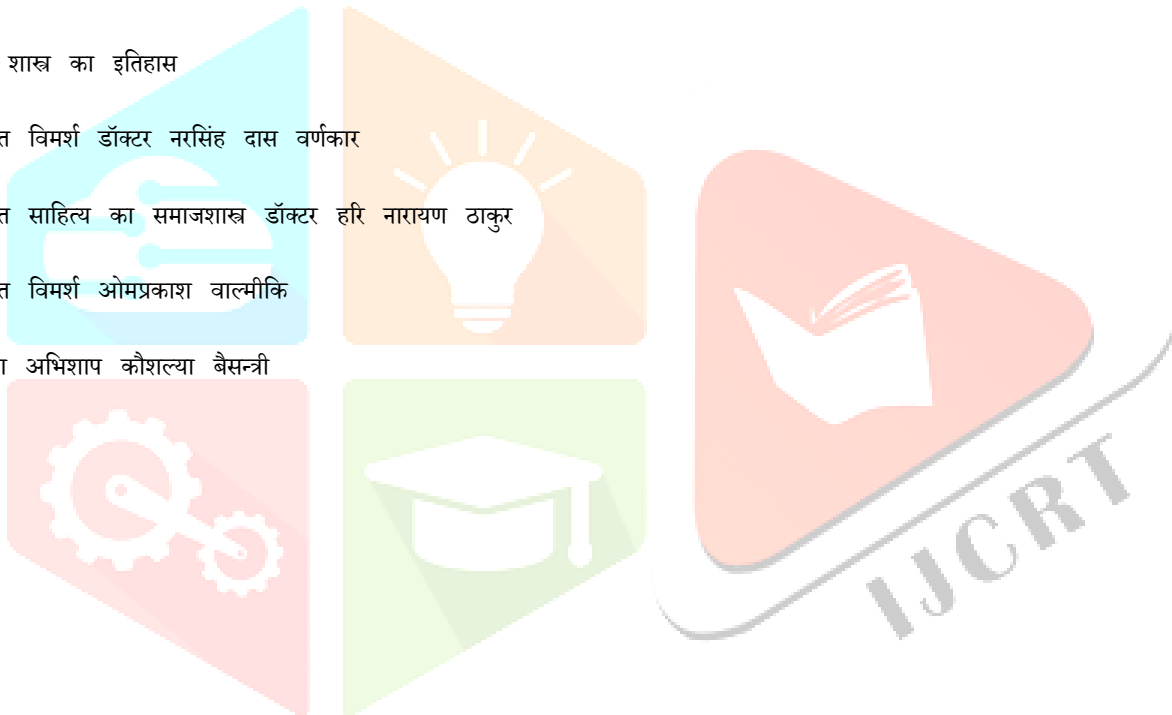 शास्त्र का इतिहास
त विमर्श डॉक्टर नरसिंह दास वर्णकार
त साहित्य का समाजशास्त्र डॉक्टर हरि नारायण ठाकुर
त विमर्श ओमप्रकाश वाल्मीकि
ा अभिशाप कौशल्या बैसन्त्री
IJCRT